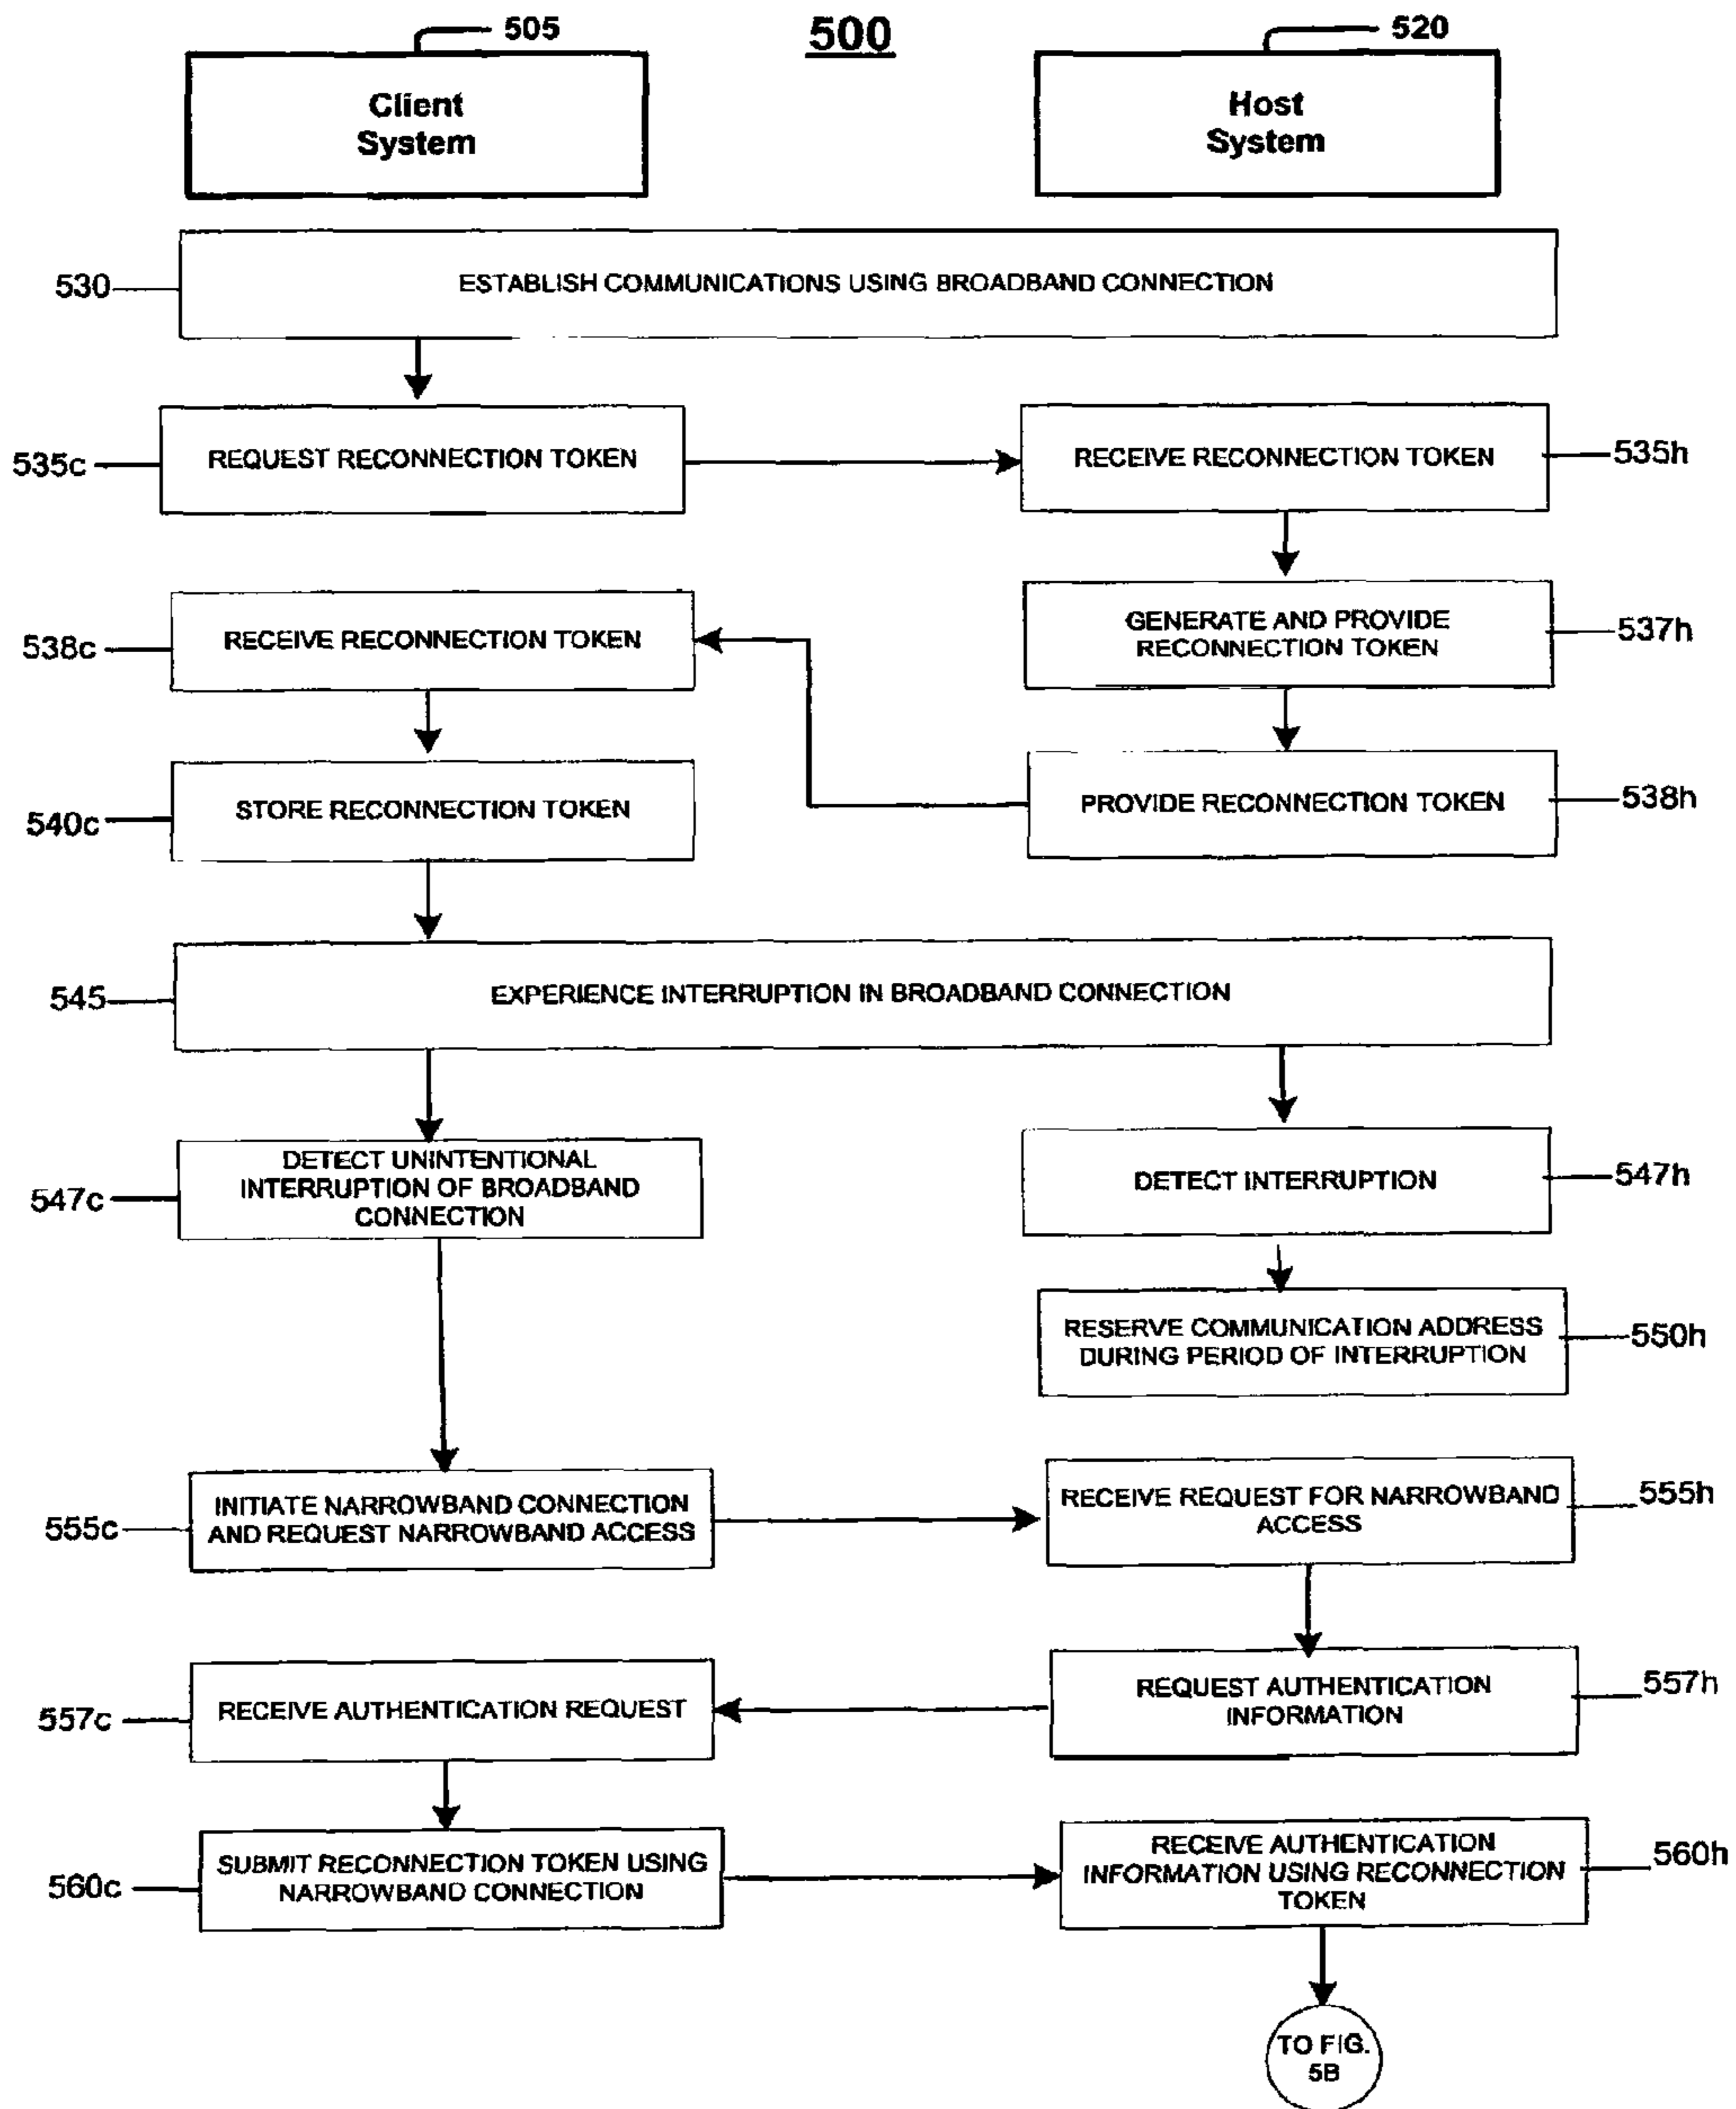 505
500
520
Client
System
Host
System
530
ESTABLISH COMMUNICATIONS USING BROADBAND CONNECTION
535c
REQUEST RECONNECTION TOKEN
RECEIVE RECONNECTION TOKEN
535h
538c
RECEIVE RECONNECTION TOKEN
GENERATE AND PROVIDE
RECONNECTION TOKEN
537h
540c
STORE RECONNECTION TOKEN
PROVIDE RECONNECTION TOKEN
538h
545
EXPERIENCE INTERRUPTION IN BROADBAND CONNECTION
547c
DETECT UNINTENTIONAL
INTERRUPTION OF BROADBAND
CONNECTION
DETECT INTERRUPTION
547h
RESERVE COMMUNICATION ADDRESS
DURING PERIOD OF INTERRUPTION
550h
555c
INITIATE NARROWBAND CONNECTION
AND REQUEST NARROWBAND ACCESS
RECEIVE REQUEST FOR NARROWBAND
ACCESS
555h
557c
RECEIVE AUTHENTICATION REQUEST
REQUEST AUTHENTICATION
INFORMATION
557h
560c
SUBMIT RECONNECTION TOKEN USING
NARROWBAND CONNECTION
RECEIVE AUTHENTICATION
INFORMATION USING RECONNECTION
TOKEN
560h
TO FIG.
5B